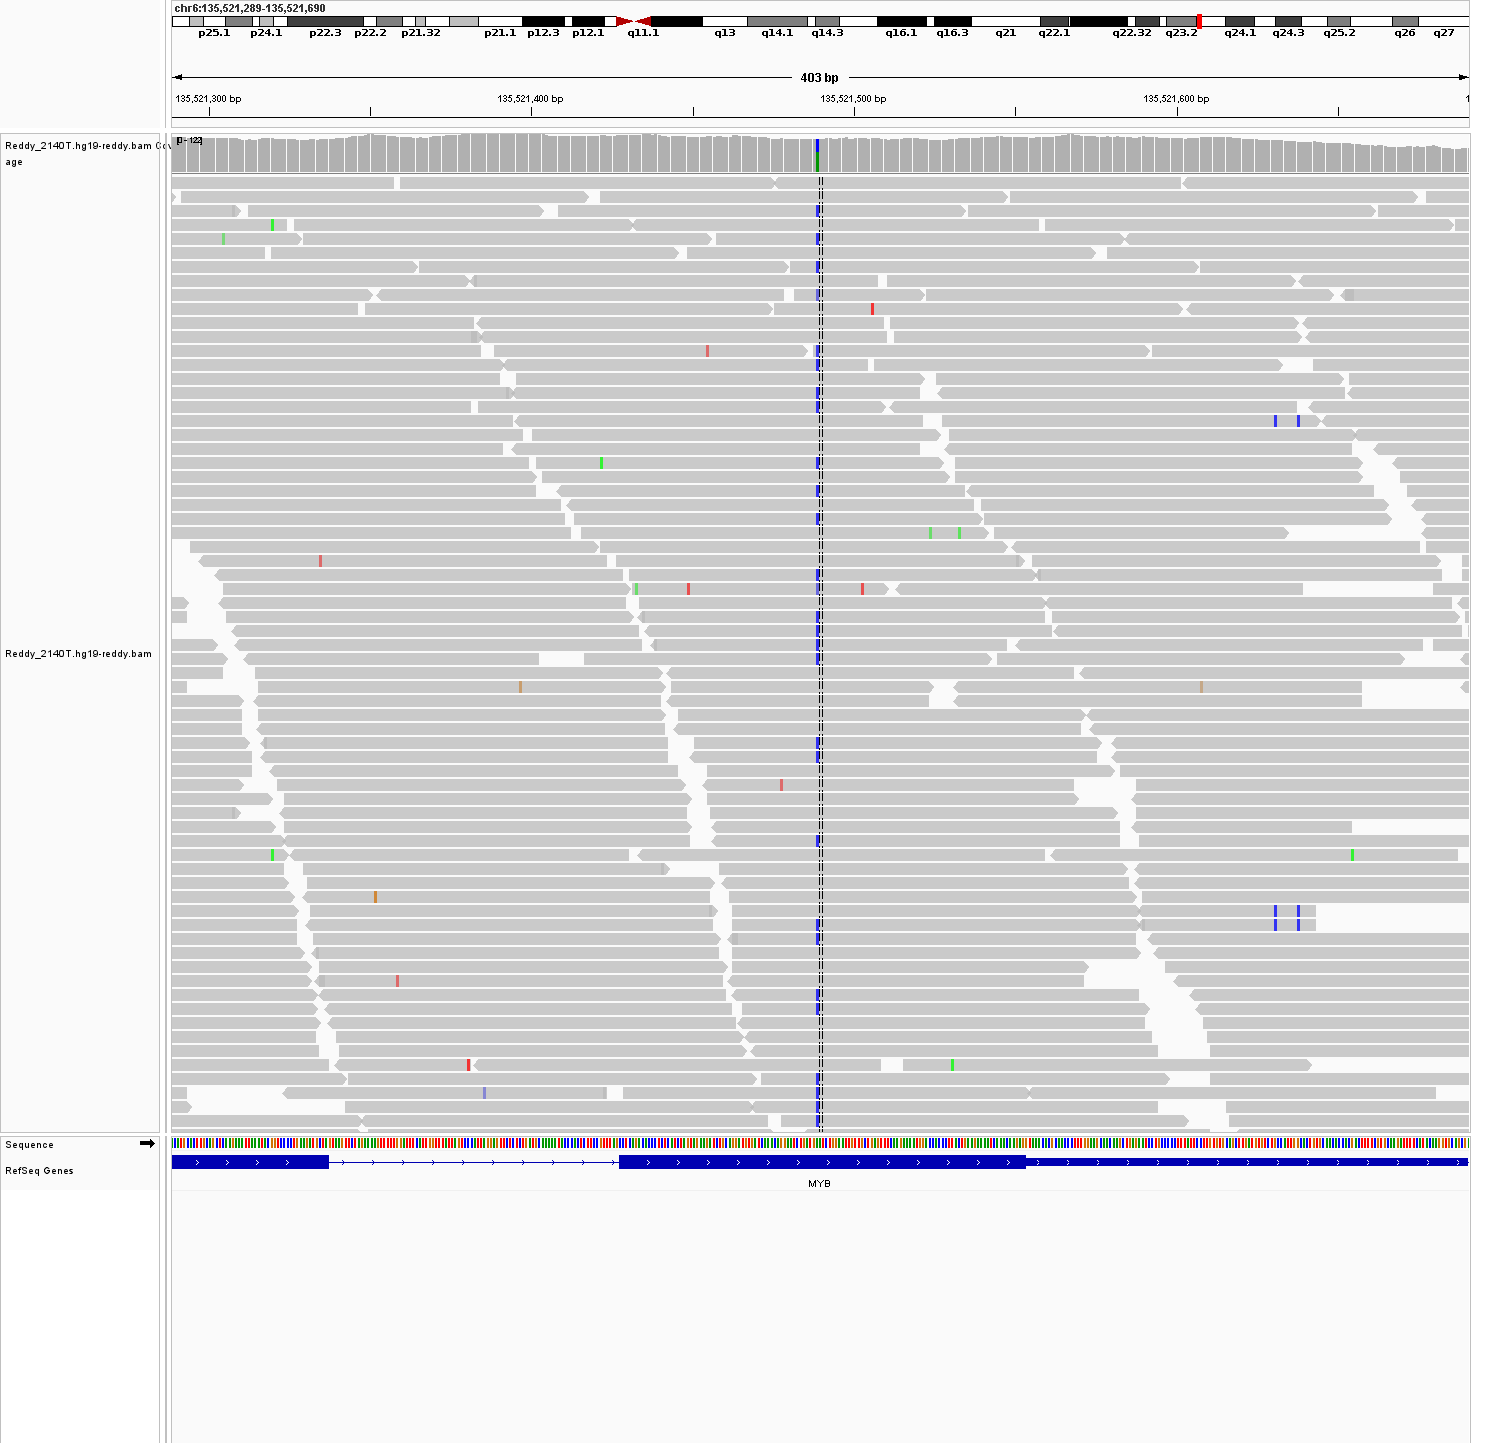 chr6:135,521,289-135,521,690
p25.1 p24.1 p22.3 p22.2 p21.32 p21.1 p12.3 p12.1 q11.1 q13 q14.1 q14.3 q16.1 q16.3 q21 q22.1 q22.32 q23.2 q24.1 q24.3 q25.2 q26 q27
403 bp
135,521,300 bp 135,521,400 bp 135,521,500 bp 135,521,600 bp 1
Reddy_2140T.hg19-reddy.bam Cov
age
[0 - 122]
Reddy_2140T.hg19-reddy.bam
Sequence
RefSeq Genes
MYB